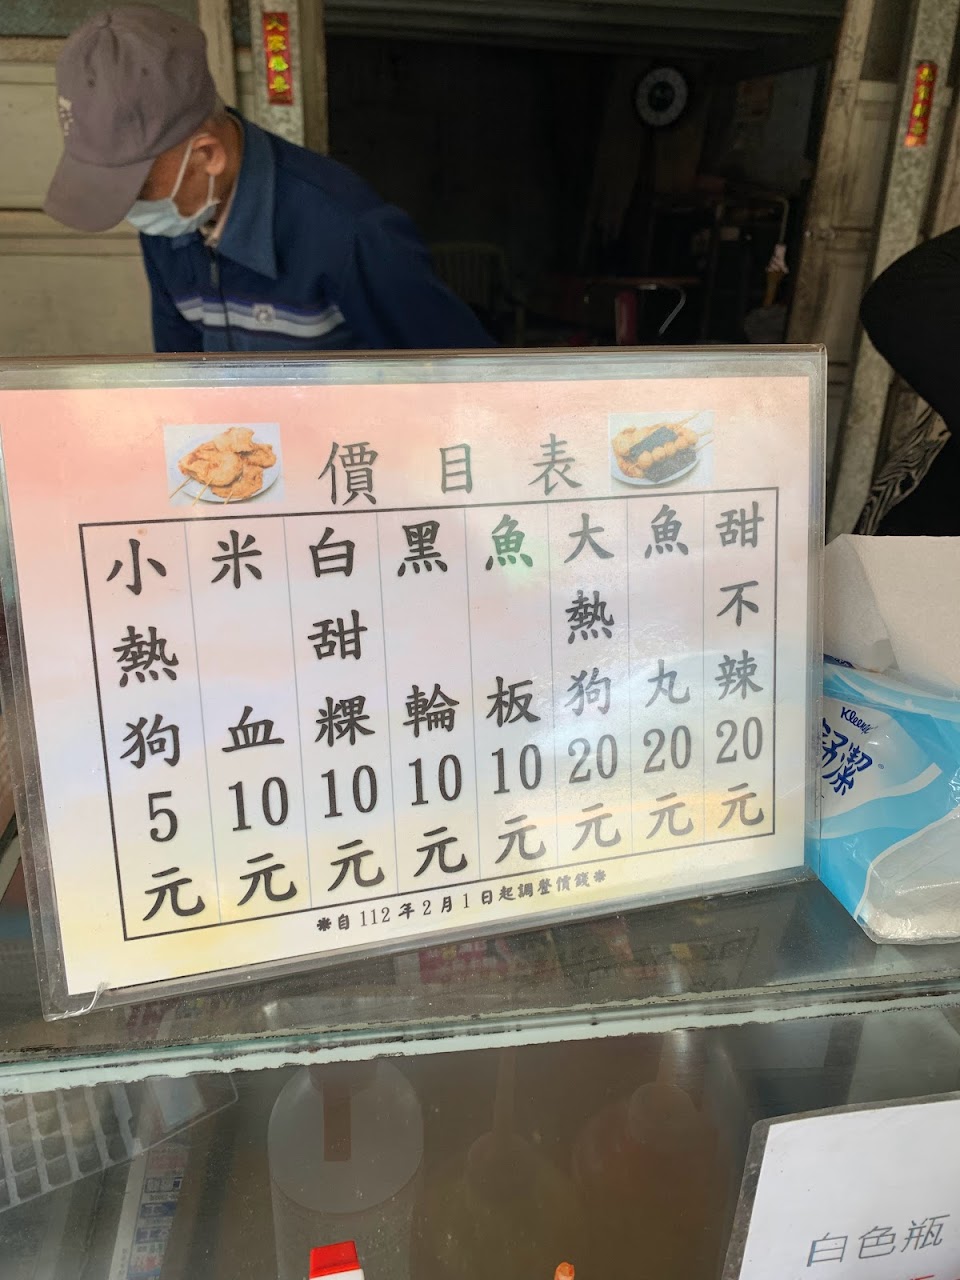 價目表
甜不辣20元
魚丸20元
大熱狗20元
魚板10元
黑輪10元
白甜粿10元
米血10元
小熱狗5元
※自112年2月1日起調整價錢※
Kleene
舒潔
白色瓶